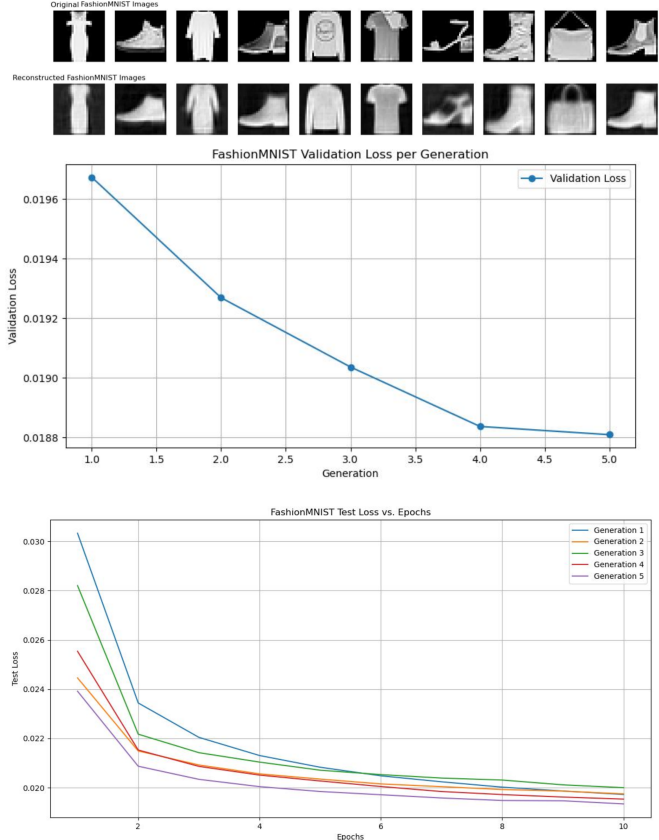 Original FashionMNIST Images
Reconstructed FashionMNIST Images
FashionMNIST Validation Loss per Generation
Validation Loss
0.0196
0.0194
0.0192
0.0190
0.0188
Validation Loss
1.0 1.5 2.0 2.5 3.0 3.5 4.0 4.5 5.0
Generation
FashionMNIST Test Loss vs. Epochs
Generation 1
Generation 2
Generation 3
Generation 4
Generation 5
0.030
0.028
0.026
0.024
0.022
0.020
Test Loss
2 4 6 8 10
Epochs